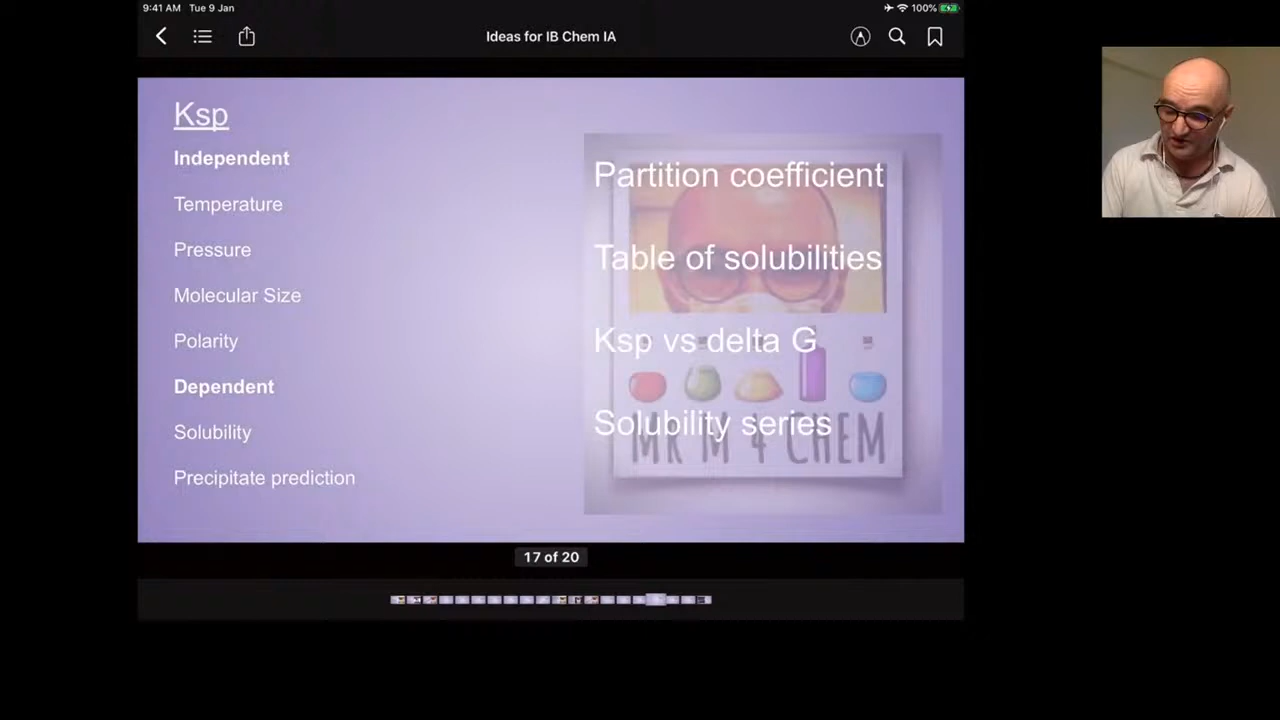 9:41 AM Tue 9 Jan
100%
Ideas for IB Chem IA
Ksp
Independent
Temperature
Pressure
Molecular Size
Polarity
Dependent
Solubility
Precipitate prediction
Partition coefficient
Table of solubilities
Ksp vs delta G
Solubility series
MR M 4 CHEM
17 of 20